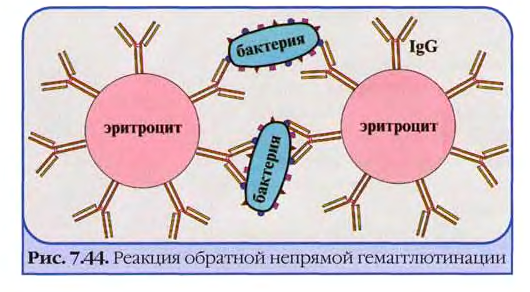 бактерия
IgG
эритроцит
эритроцит
бактерия
Рис. 7.44. Реакция обратной непрямой гемагглютинации